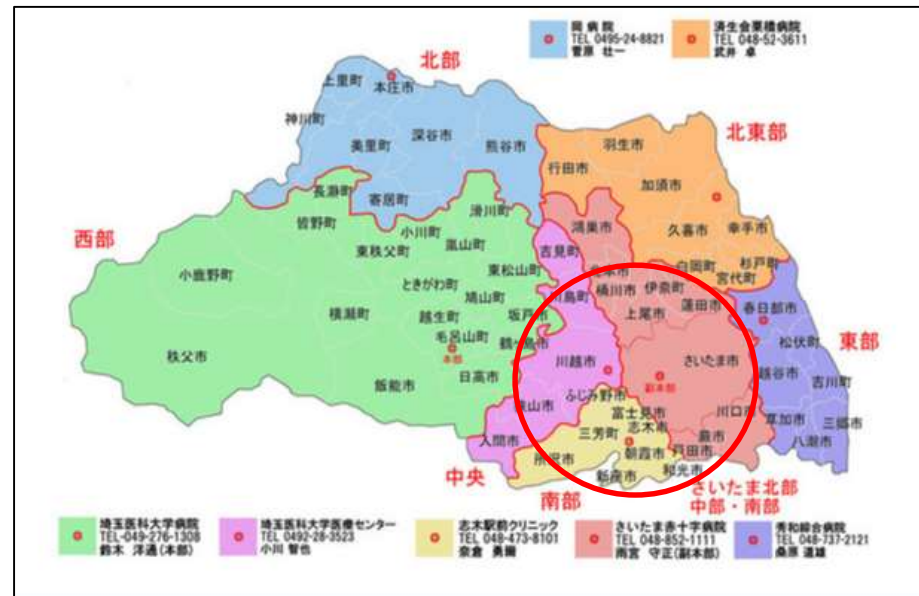 岡病院
TEL 0495-24-8821
菅原 壮一
済生会栗橋病院
TEL 048-52-3611
武井 卓
北部
上里町
本庄市
神川町
深谷市
美里町
熊谷市
寄居町
北東部
羽生市
行田市
加須市
久喜市
幸手市
白岡町
杉戸町
宮代町
西部
長瀞町
皆野町
小川町
滑川町
嵐山町
東秩父町
東松山町
小鹿野町
ときがわ町
鳩山町
横瀬町
越生町
坂戸市
毛呂山町
本部
鶴ヶ島市
秩父市
日高市
飯能市
吉見町
川島町
川越市
狭山市
入間市
中央
鴻巣市
桶川市
伊奈町
蓮田市
上尾市
さいたま市
副本部
川口市
蕨市
戸田市
さいたま北部
中部・南部
ふじみ野市
富士見市
三芳町
志木市
朝霞市
所沢市
新座市
和光市
南部
春日部市
松伏町
東部
越谷市
吉川町
草加市
三郷市
八潮市
埼玉医科大学病院
TEL-049-276-1308
鈴木 洋通(本部)
埼玉医科大学医療センター
TEL 0492-28-3523
小川 智也
志木駅前クリニック
TEL 048-473-8101
奈倉 勇爾
さいたま赤十字病院
TEL 048-852-1111
雨宮 守正(副本部)
秀和綜合病院
TEL 048-737-2121
桑原 道雄